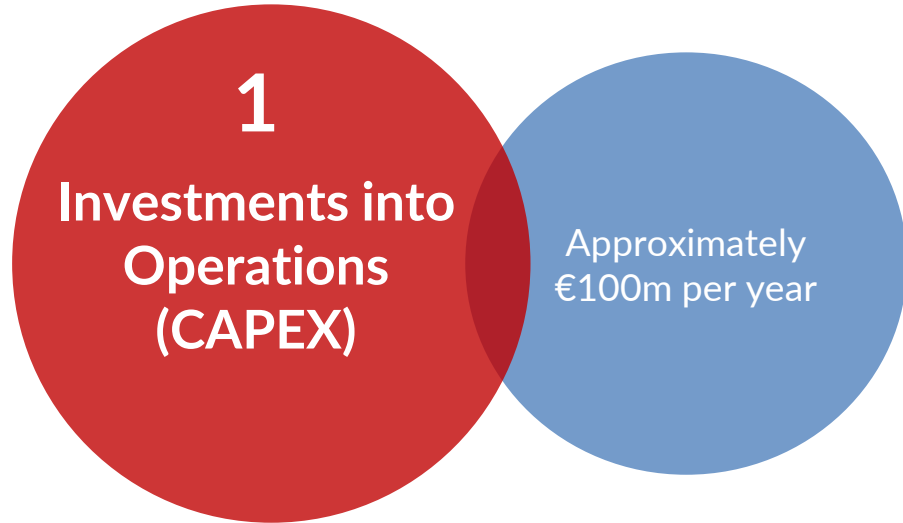 1
Investments into
Operations
(CAPEX)
Approximately
€100m per year